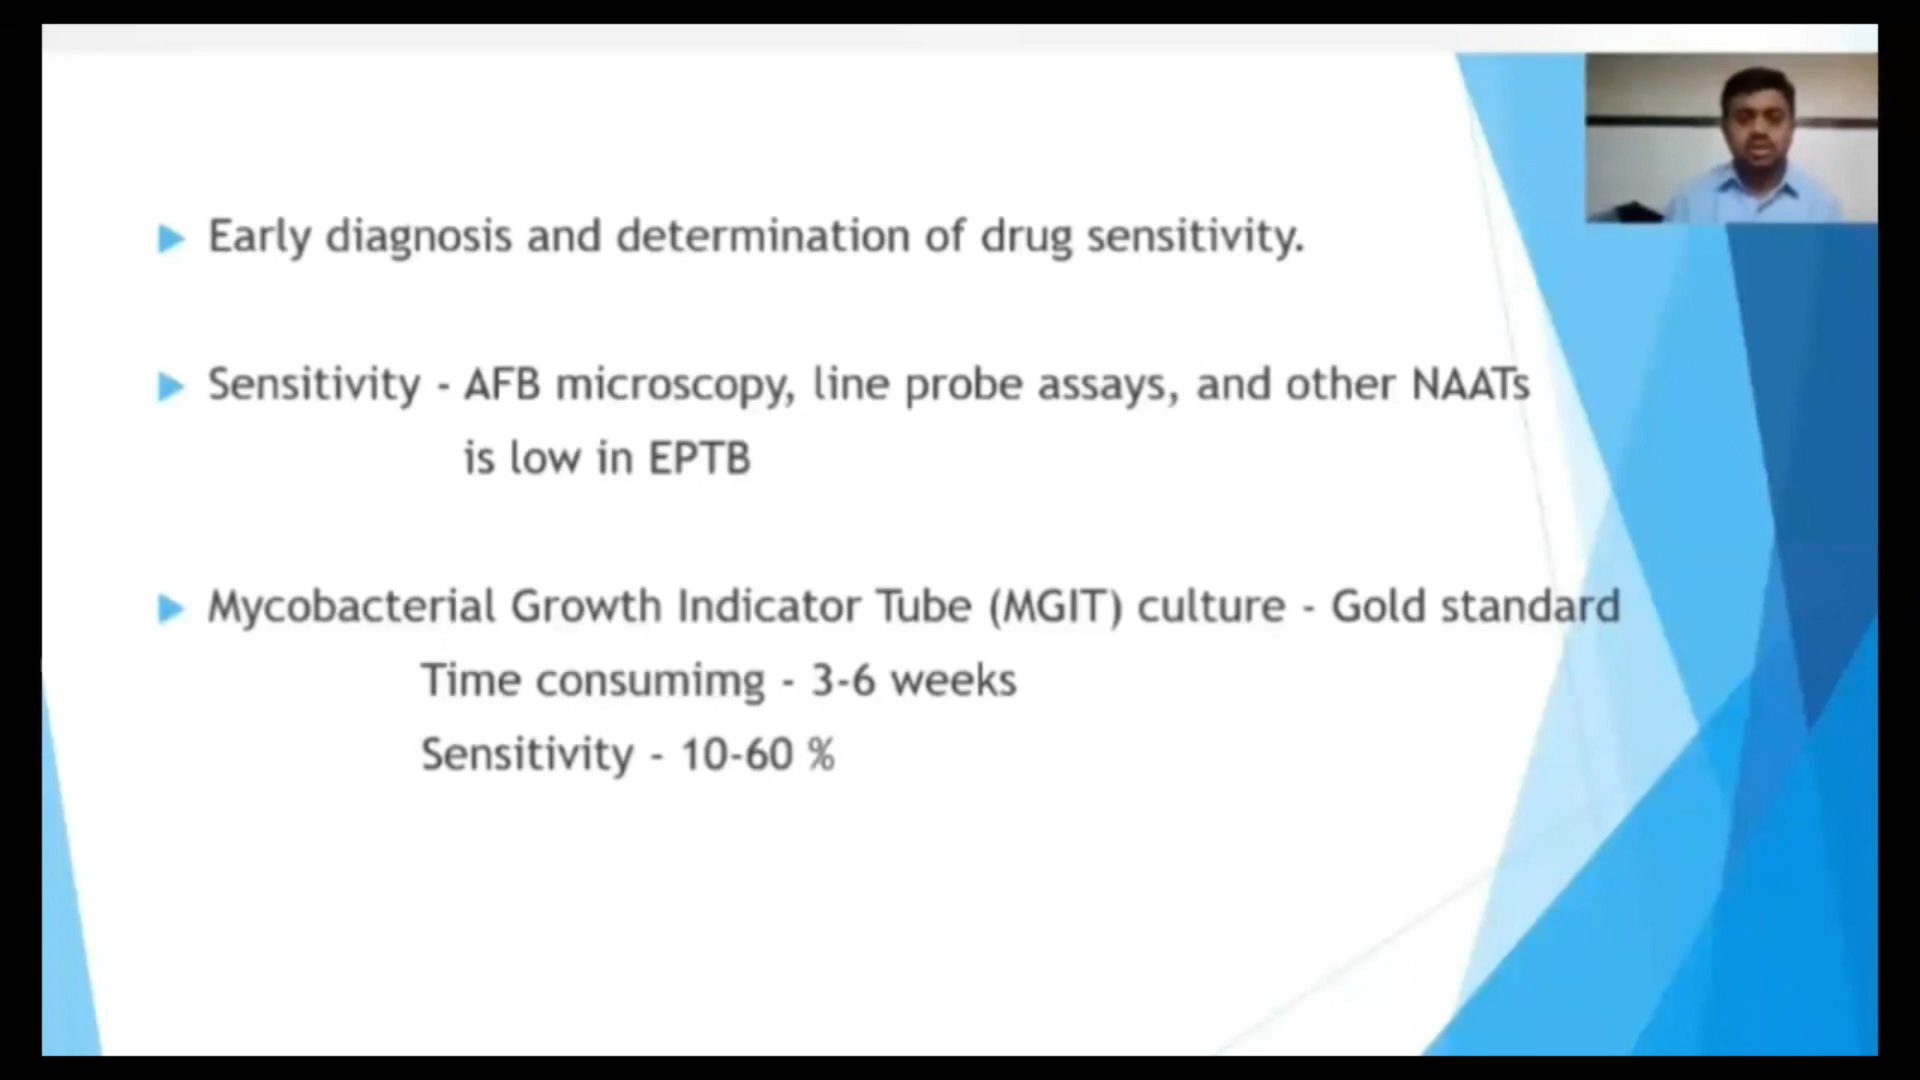 Early diagnosis and determination of drug sensitivity.
Sensitivity - AFB microscopy, line probe assays, and other NAATs
is low in EPTB
Mycobacterial Growth Indicator Tube (MGIT) culture - Gold standard
Time consumimg - 3-6 weeks
Sensitivity - 10-60 %